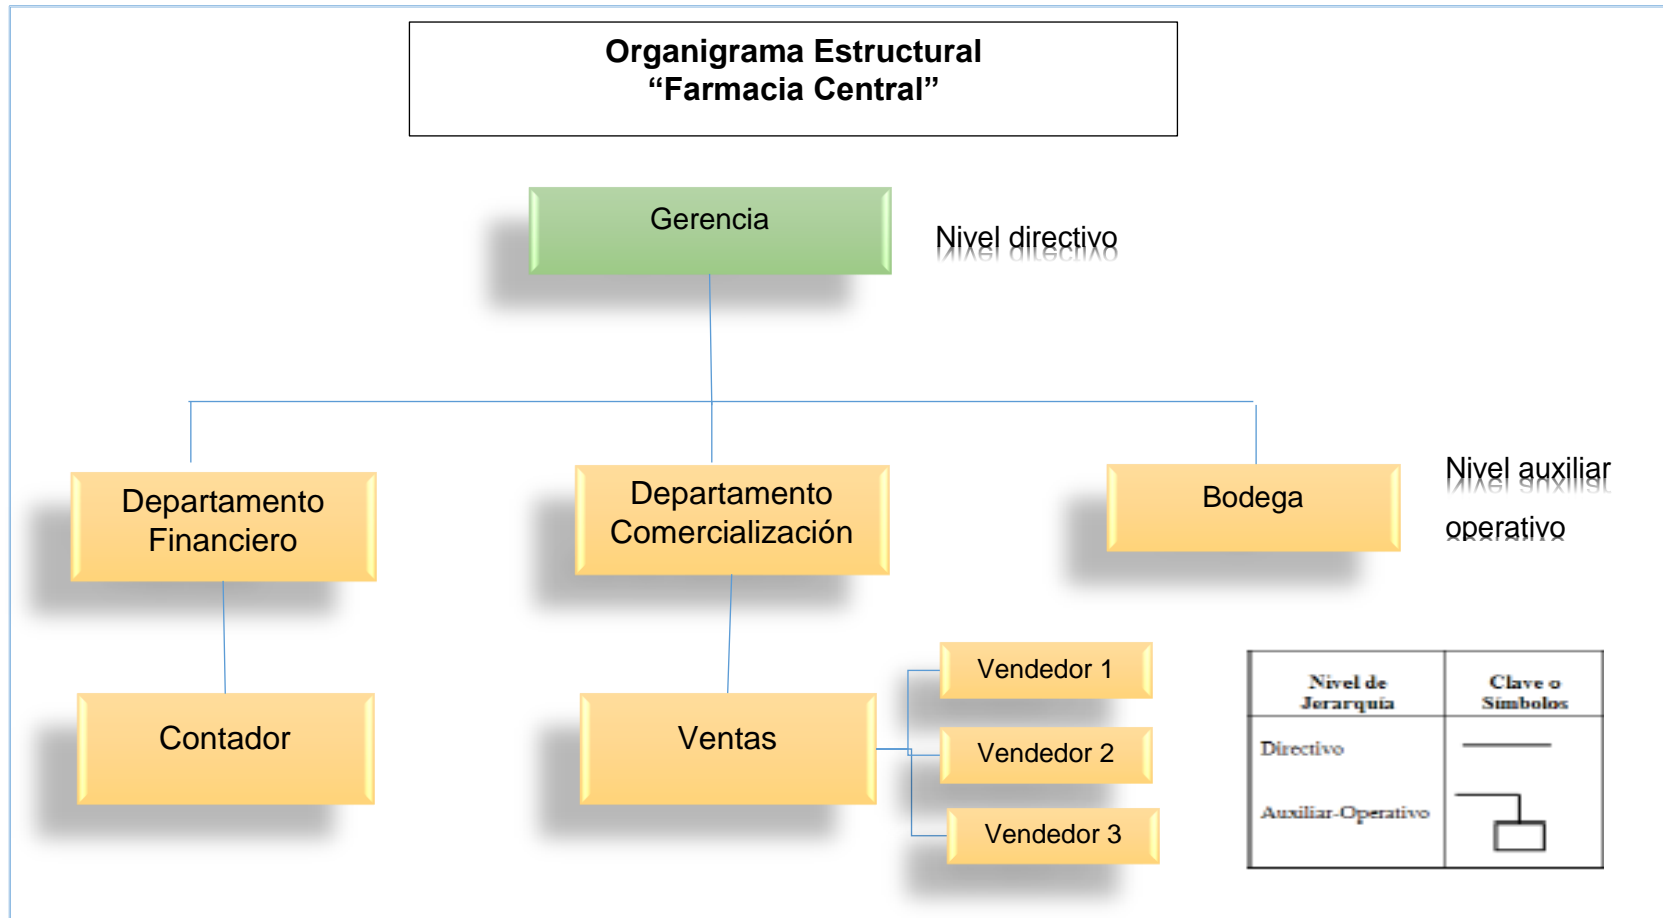 Organigrama Estructural
“Farmacia Central”
Gerencia
Nivel directivo
Departamento
Financiero
Departamento
Comercialización
Bodega
Nivel auxiliar
operativo
Contador
Ventas
Vendedor 1
Vendedor 2
Vendedor 3
Nivel de
Jerarquía
Clave o
Símbolos
Directivo
Auxiliar-Operativo